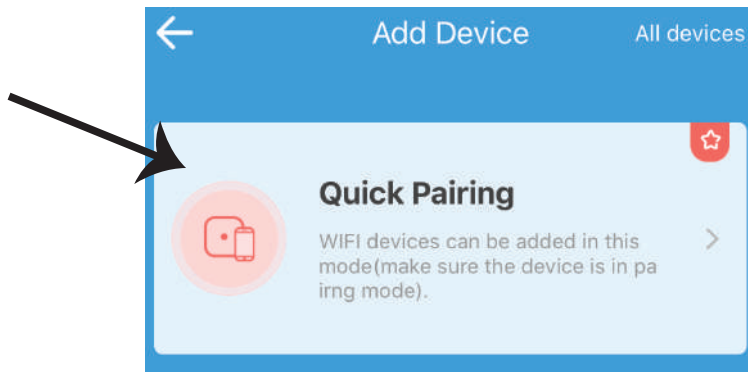 Add Device
All devices
Quick Pairing
WIFI devices can be added in this
mode(make sure the device is in pa
irng mode).